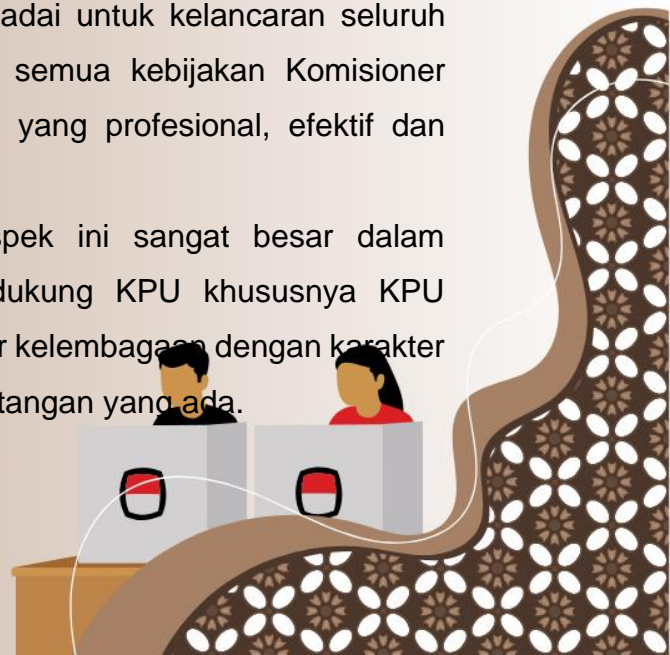 adai untuk kelancaran seluruh
semua kebijakan Komisioner
yang profesional, efektif dan
spek ini sangat besar dalam
dukung KPU khususnya KPU
r kelembagaan dengan karakter
tangan yang ada.